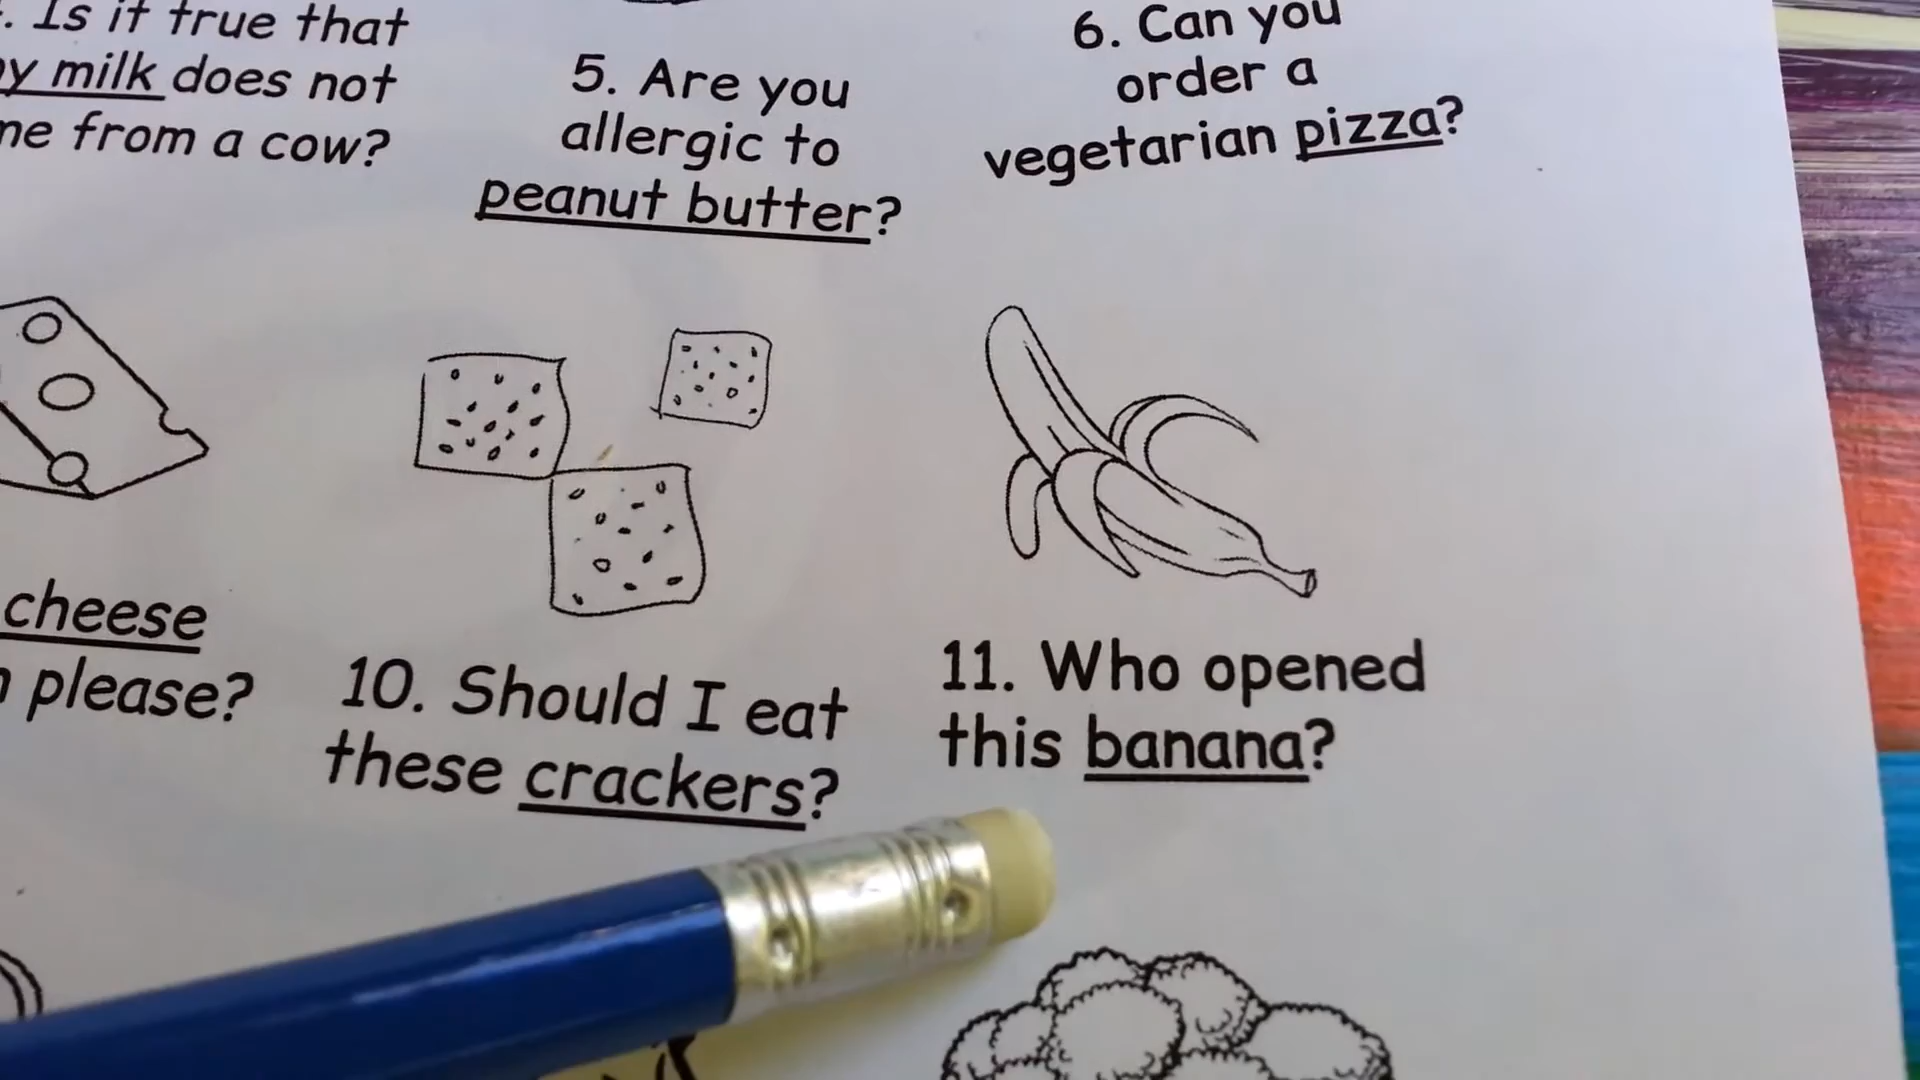 . Is it true that
milk does not
from a cow?
5. Are you
allergic to
peanut butter?
6. Can you
order a
vegetarian pizza?
cheese
please?
10. Should I eat
these crackers?
11. Who opened
this banana?